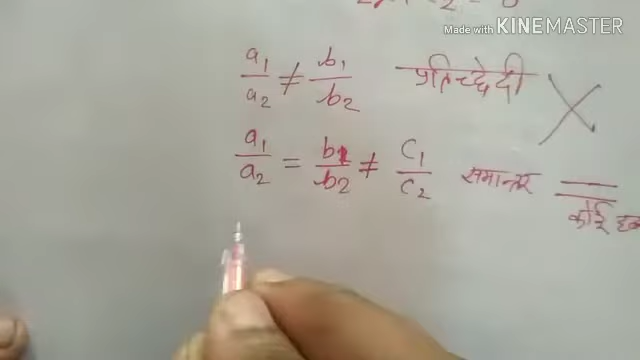 Made with KINEMASTER
a₁/a₂ ≠ b₁/b₂ प्रतिच्छेदी
a₁/a₂ = b₁/b₂ ≠ c₁/c₂ समान्तर
कोई